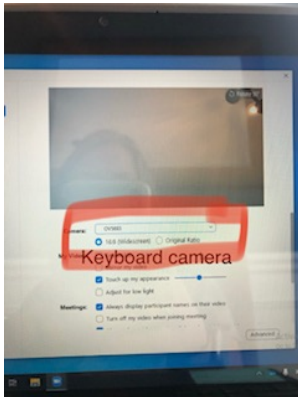 Camera:
16:9 (Widescreen) Original Ratio
My Video:
Keyboard camera
Touch up my appearance
Adjust for low light
Meetings: Always display participant names on their video
Turn off my video when joining meeting
Advanced